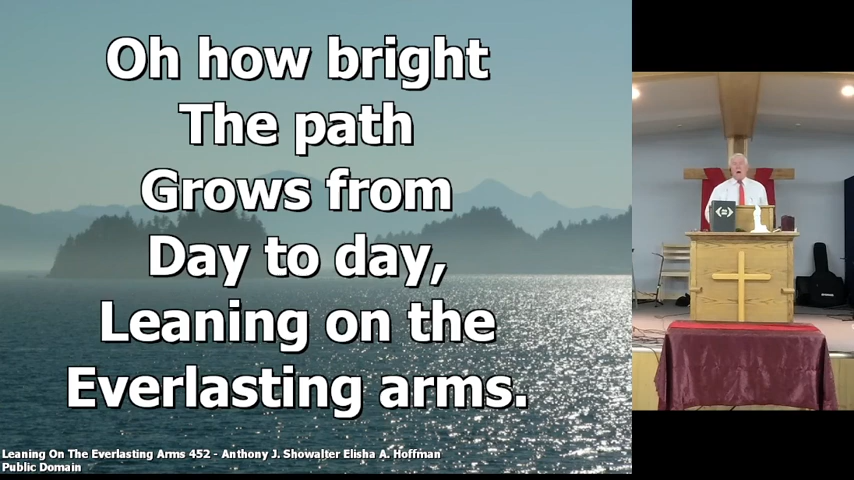 Oh how bright
The path
Grows from
Day to day,
Leaning on the
Everlasting arms.
Leaning On The Everlasting Arms 452 - Anthony J. Showalter Elisha A. Hoffman
Public Domain